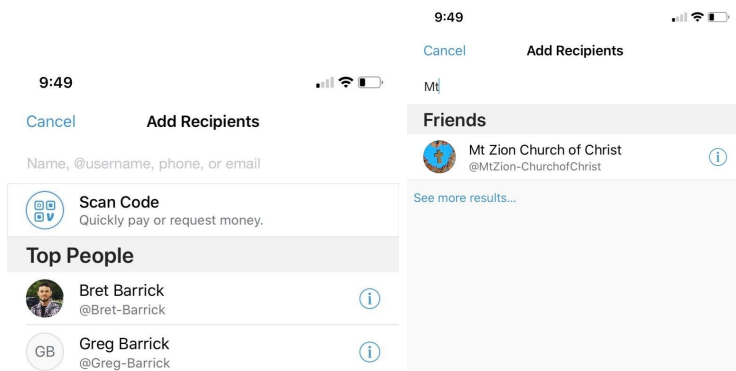 9:49
Cancel
Add Recipients
Name, @username, phone, or email
Scan Code
Quickly pay or request money.
Top People
Bret Barrick
@Bret-Barrick
GB
Greg Barrick
@Greg-Barrick
9:49
Cancel
Add Recipients
Mt
Friends
Mt Zion Church of Christ
@MtZion-ChurchofChrist
See more results...